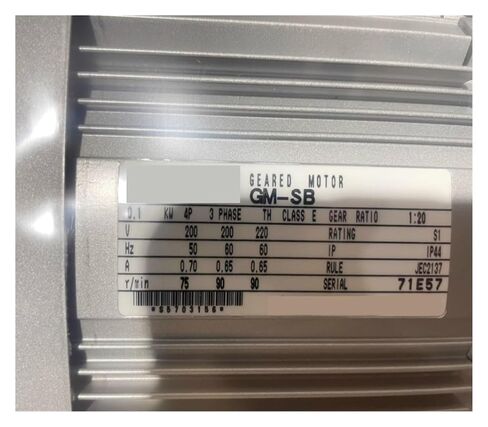 GEARED MOTOR
GM-SB
0.1 KW 4P 3 PHASE TH CLASS E GEAR RATIO 1:20
V 200 200 220 RATING S1
Hz 50 60 60 IP IP44
A 0.70 0.65 0.65 RULE JEC2137
r/min 75 90 90 SERIAL 71E57
*S5703156*